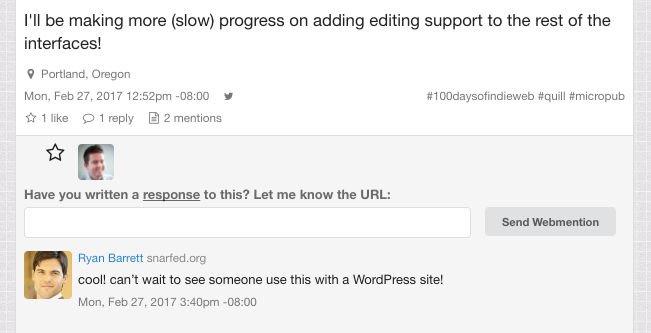 I'll be making more (slow) progress on adding editing support to the rest of the
interfaces!
Portland, Oregon
Mon, Feb 27, 2017 12:52pm -08:00
#100daysofindieweb #quill #micropub
1 like 1 reply 2 mentions
Have you written a response to this? Let me know the URL:
Send Webmention
Ryan Barrett snarfed.org
cool! can’t wait to see someone use this with a WordPress site!
Mon, Feb 27, 2017 3:40pm -08:00